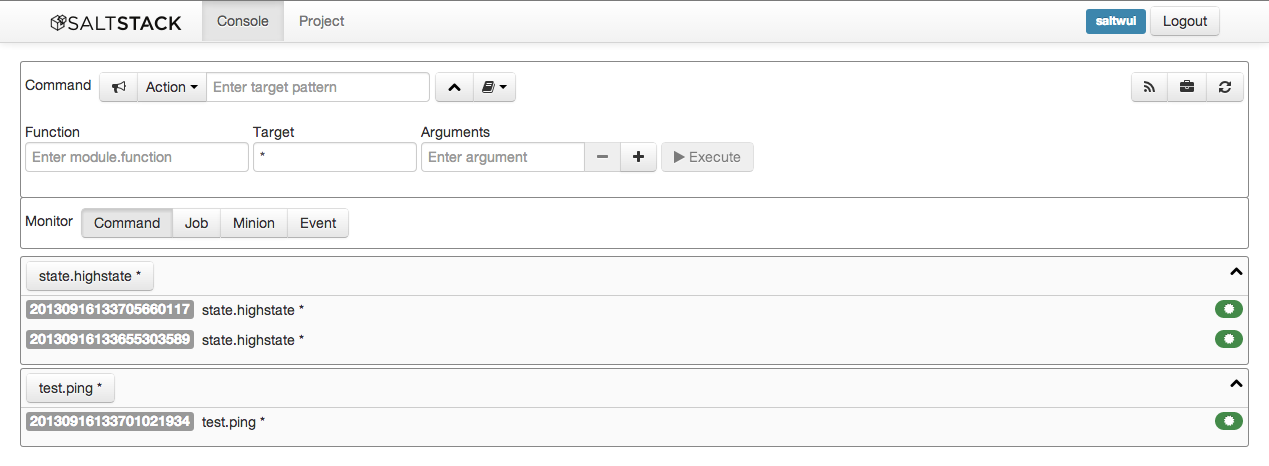 SALTSTACK Console Project saltwui Logout
Command Action Enter target pattern
Function Target Arguments
Enter module.function * Enter argument Execute
Monitor Command Job Minion Event
state.highstate *
20130916133705660117 state.highstate *
20130916133655303589 state.highstate *
test.ping *
20130916133701021934 test.ping *